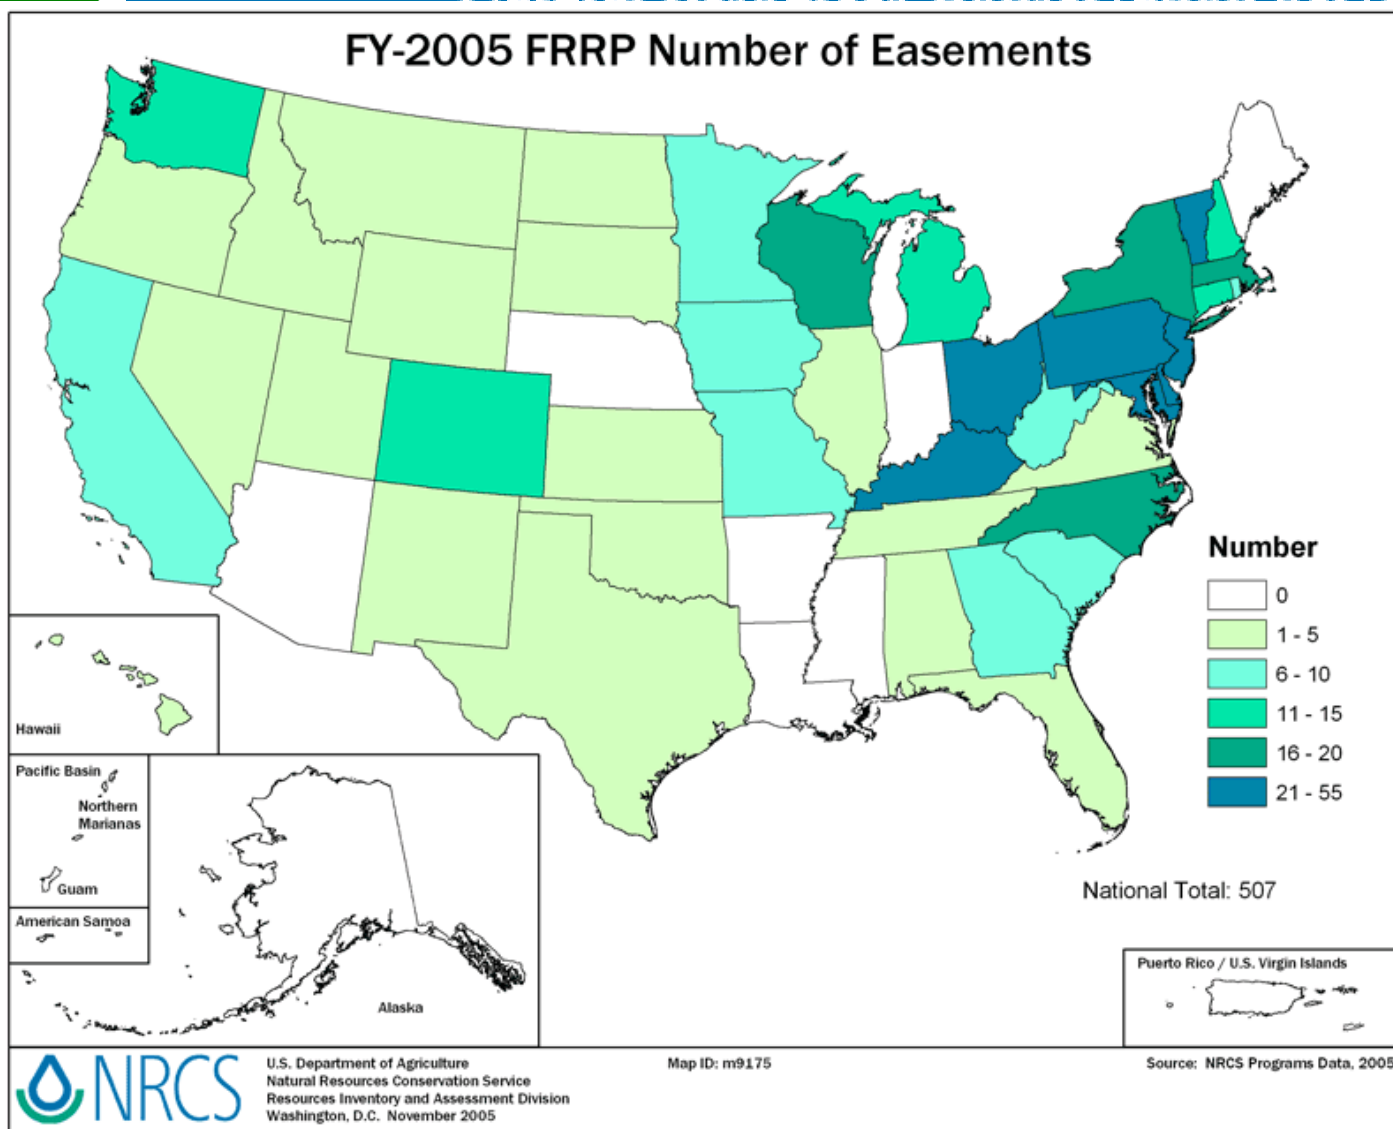 FY-2005 FRRP Number of Easements
Number
0
1 - 5
6 - 10
11 - 15
16 - 20
21 - 55
National Total: 507
Hawaii
Pacific Basin
Northern
Marianas
Guam
American Samoa
Alaska
Puerto Rico / U.S. Virgin Islands
NRCS
U.S. Department of Agriculture
Natural Resources Conservation Service
Resources Inventory and Assessment Division
Washington, D.C. November 2005
Map ID: m9175
Source: NRCS Programs Data, 2005